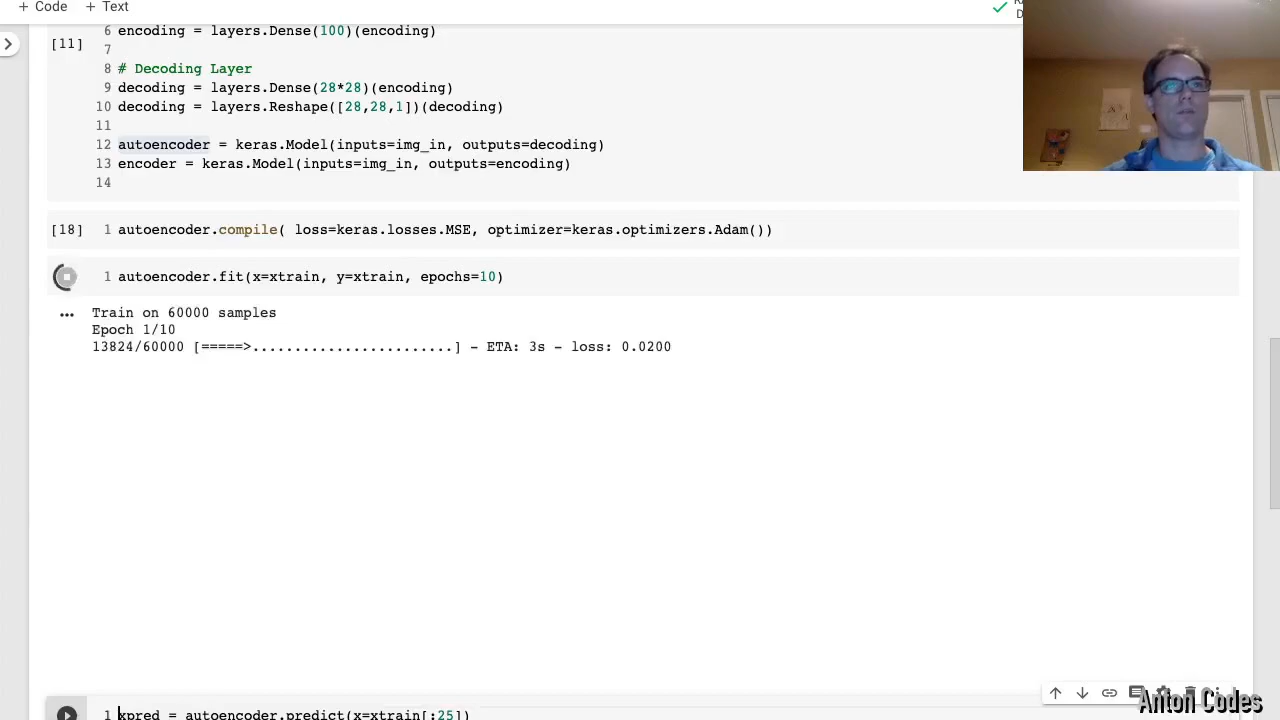 + Code + Text
6 encoding = layers.Dense(100)(encoding)
[11]
7
8 # Decoding Layer
9 decoding = layers.Dense(28*28)(encoding)
10 decoding = layers.Reshape([28,28,1])(decoding)
11
12 autoencoder = keras.Model(inputs=img_in, outputs=decoding)
13 encoder = keras.Model(inputs=img_in, outputs=encoding)
14
[18] 1 autoencoder.compile( loss=keras.losses.MSE, optimizer=keras.optimizers.Adam())
1 autoencoder.fit(x=xtrain, y=xtrain, epochs=10)
Train on 60000 samples
Epoch 1/10
13824/60000 [=====>........................] - ETA: 3s - loss: 0.0200
1 xpred = autoencoder.predict(x=xtrain[:25])
Anton Codes